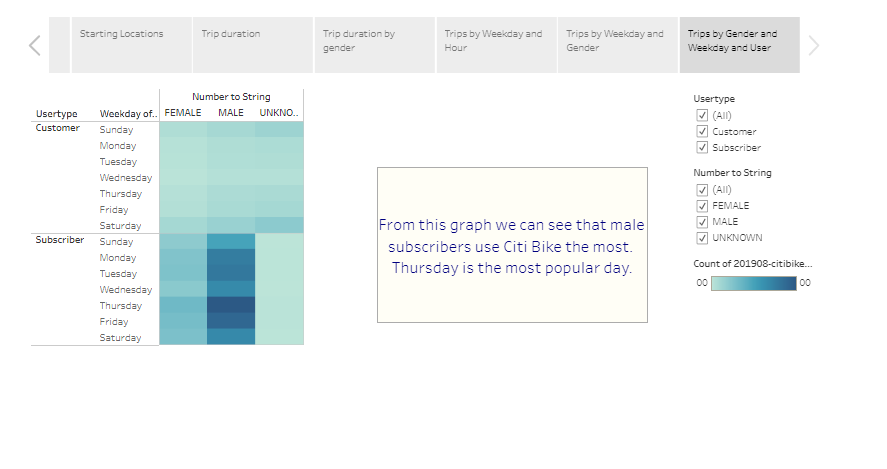 Starting Locations
Trip duration
Trip duration by
gender
Trips by Weekday and
Hour
Trips by Weekday and
Gender
Trips by Gender and
Weekday and User
Number to String
Usertype Weekday of.. FEMALE MALE UNKNO..
Customer Sunday
Monday
Tuesday
Wednesday
Thursday
Friday
Saturday
Subscriber Sunday
Monday
Tuesday
Wednesday
Thursday
Friday
Saturday
From this graph we can see that male
subscribers use Citi Bike the most.
Thursday is the most popular day.
Usertype
(All)
Customer
Subscriber
Number to String
(All)
FEMALE
MALE
UNKNOWN
Count of 201908-citibike...
00 00